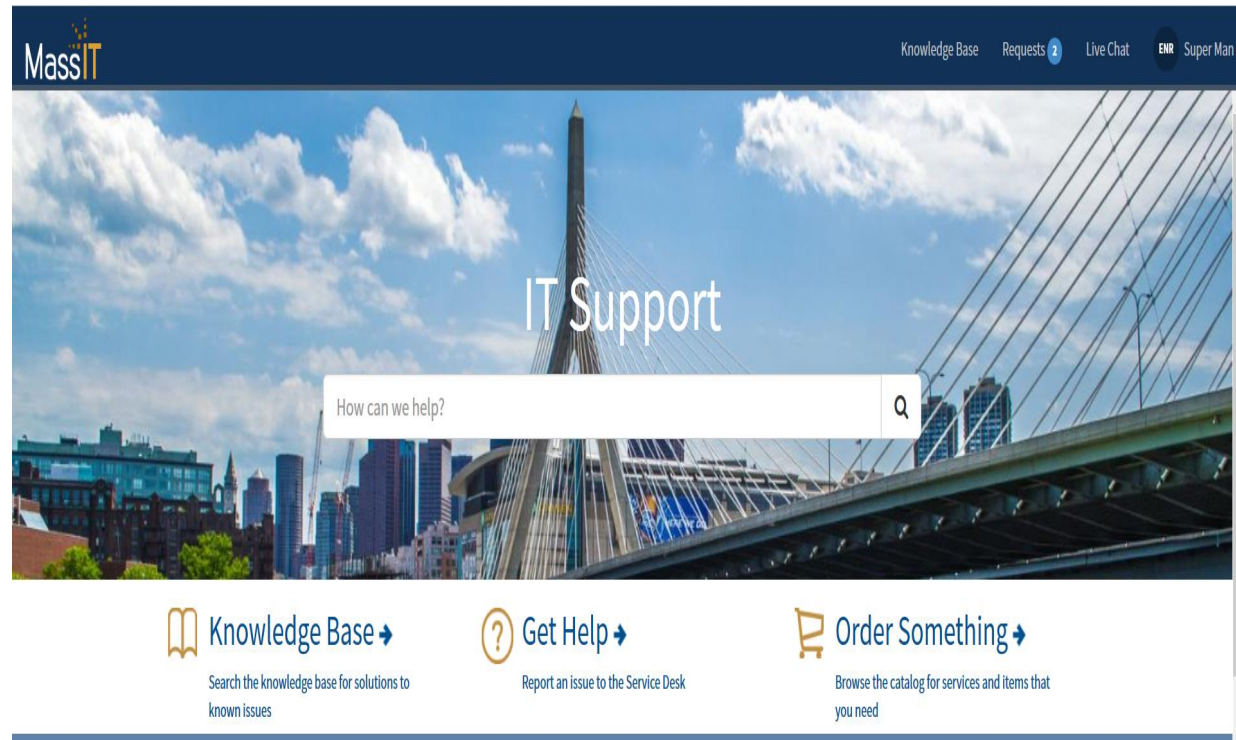 MassIT
Knowledge Base Requests 2 Live Chat ENR Super Man
IT Support
How can we help?
Knowledge Base
Search the knowledge base for solutions to
known issues
Get Help
Report an issue to the Service Desk
Order Something
Browse the catalog for services and items that
you need